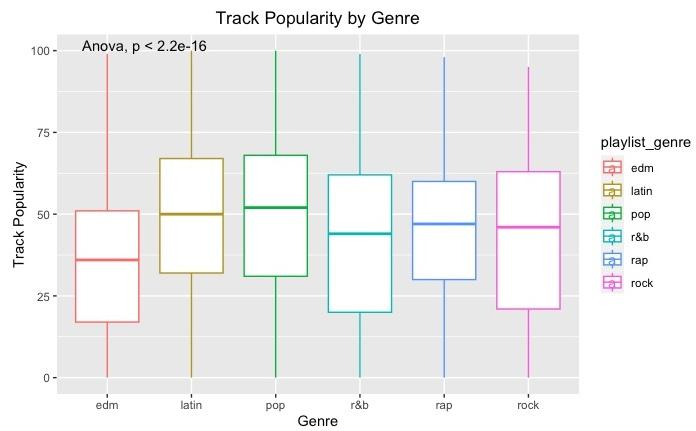 Track Popularity by Genre
Anova, p < 2.2e-16
100
75
50
25
0
Track Popularity
edm latin pop r&b rap rock
Genre
playlist_genre
a edm
a latin
a pop
a r&b
a rap
a rock